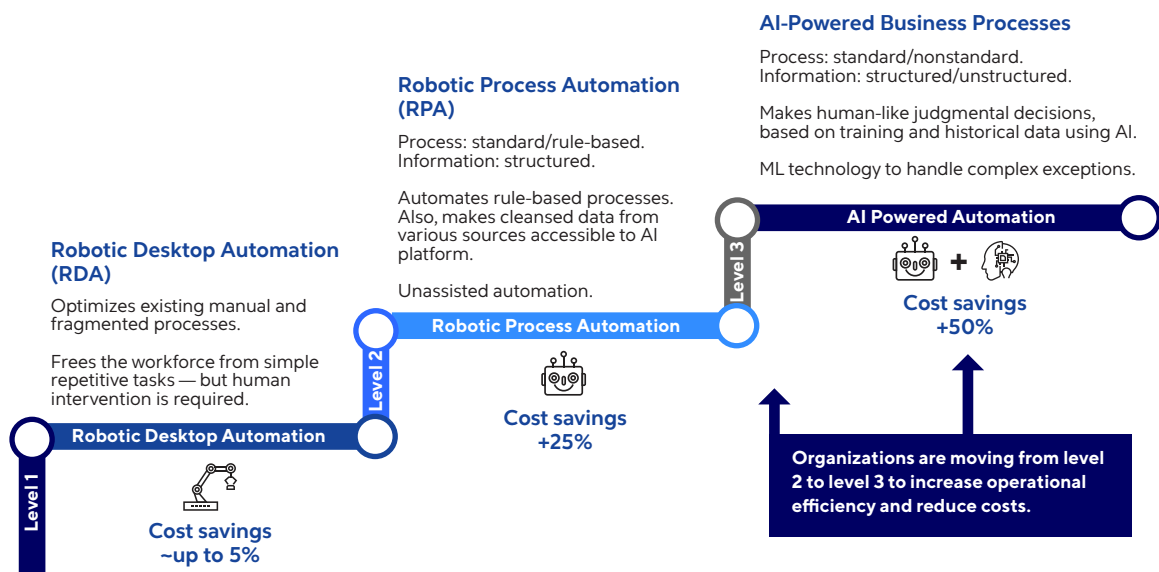 AI-Powered Business Processes
Process: standard/nonstandard.
Information: structured/unstructured.
Makes human-like judgmental decisions,
based on training and historical data using AI.
ML technology to handle complex exceptions.
Robotic Process Automation
(RPA)
Process: standard/rule-based.
Information: structured.
Automates rule-based processes.
Also, makes cleansed data from
various sources accessible to AI
platform.
Unassisted automation.
Robotic Desktop Automation
(RDA)
Optimizes existing manual and
fragmented processes.
Frees the workforce from simple
repetitive tasks — but human
intervention is required.
Level 1
Robotic Desktop Automation
Cost savings
~up to 5%
Level 2
Robotic Process Automation
Cost savings
+25%
Level 3
AI Powered Automation
+
Cost savings
+50%
Organizations are moving from level
2 to level 3 to increase operational
efficiency and reduce costs.